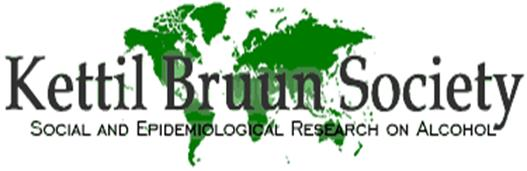 Kettil Bruun Society
Social and Epidemiological Research on Alcohol